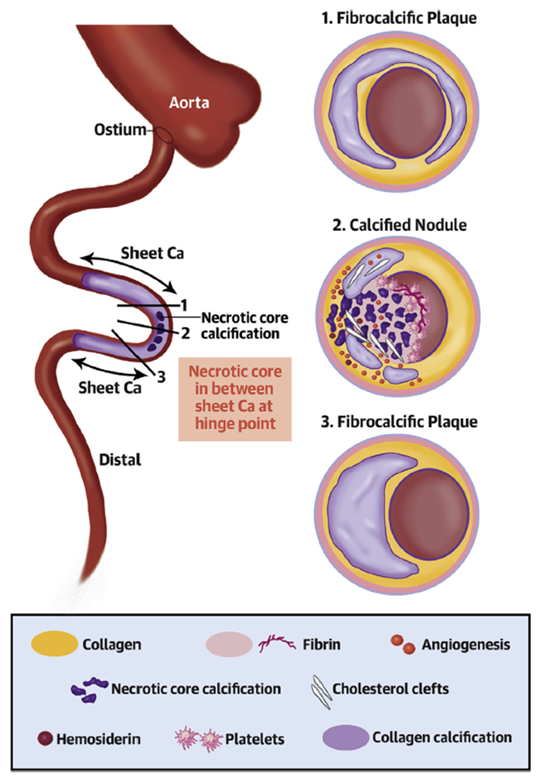 1. Fibrocalcific Plaque
Aorta
Ostium
Sheet Ca
2. Calcified Nodule
1
Necrotic core
calcification
2
3
Sheet Ca
Necrotic core
in between
sheet Ca at
hinge point
3. Fibrocalcific Plaque
Distal
Collagen
Fibrin
Angiogenesis
Necrotic core calcification
Cholesterol clefts
Hemosiderin
Platelets
Collagen calcification